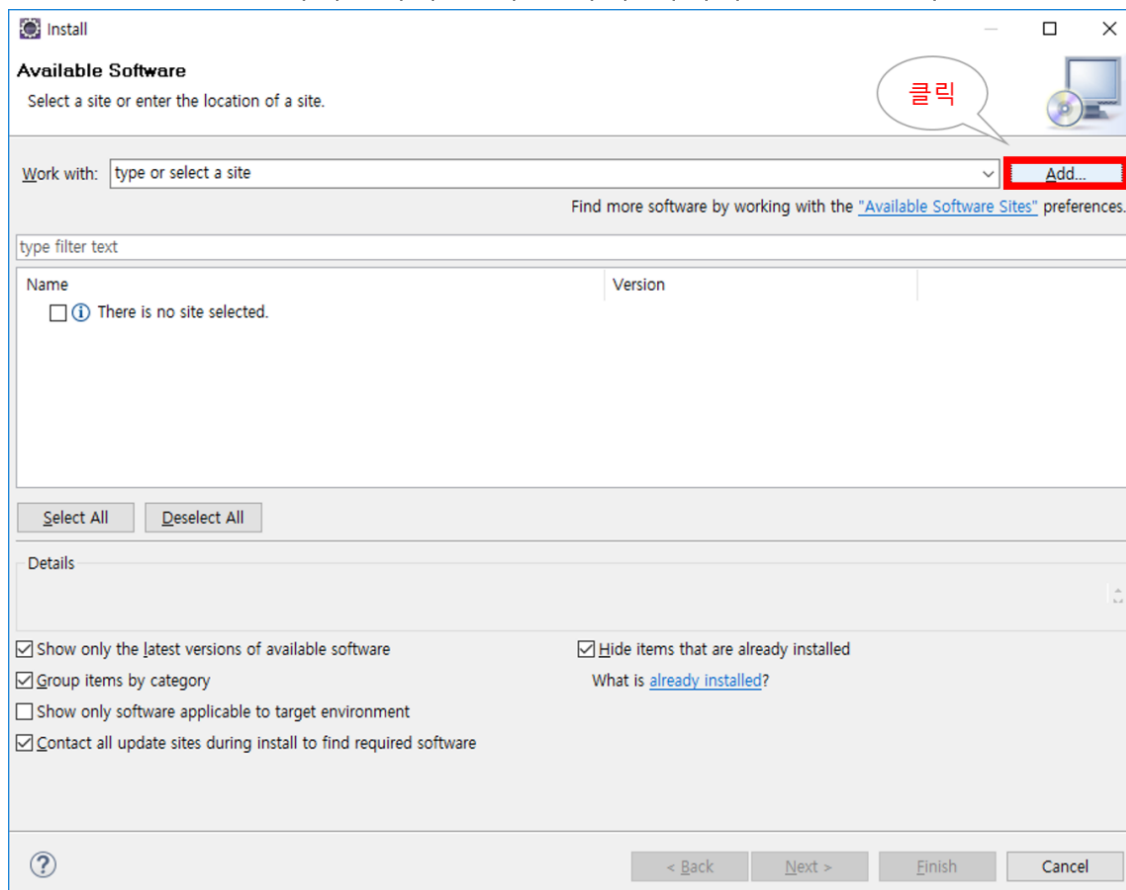 Install
Available Software
Select a site or enter the location of a site.
클릭
Work with: type or select a site
Add...
Find more software by working with the "Available Software Sites" preferences.
type filter text
Name Version
There is no site selected.
Select All Deselect All
Details
Show only the latest versions of available software Hide items that are already installed
Group items by category What is already installed?
Show only software applicable to target environment
Contact all update sites during install to find required software
< Back Next > Finish Cancel